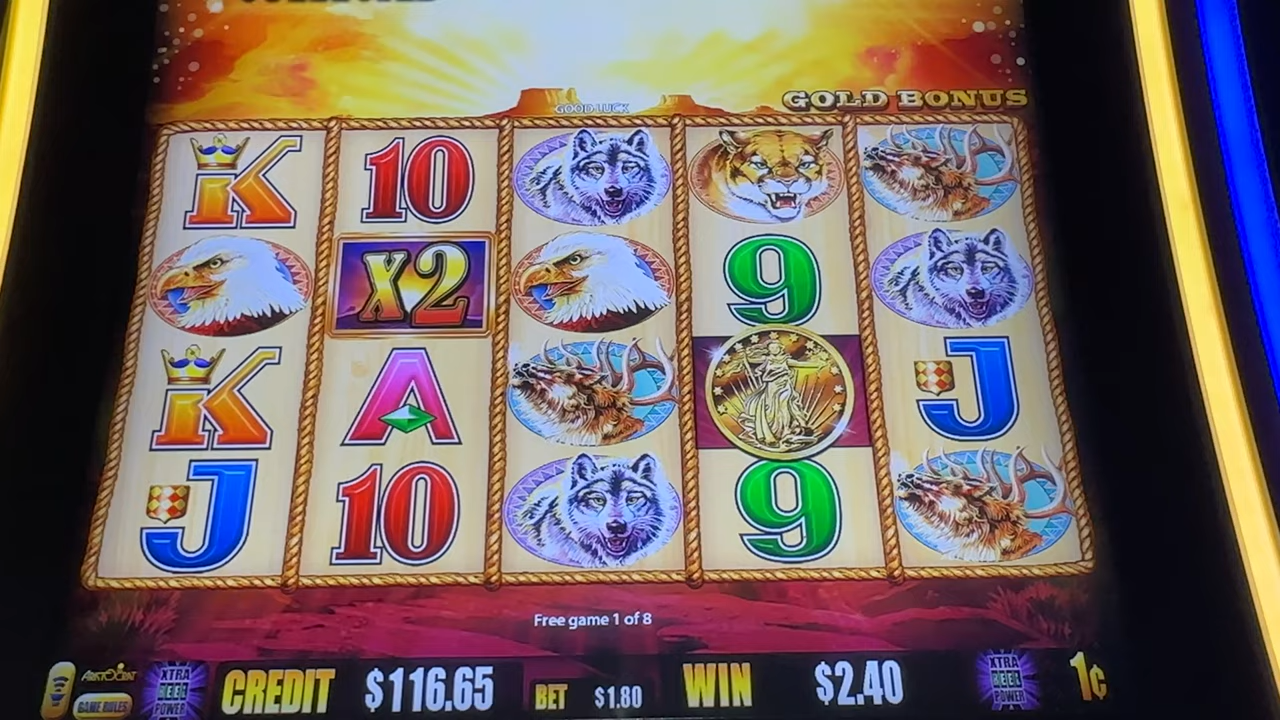 GOOD LUCK
GOLD BONUS
K 10
X2 9
K A J
J 10 9
Free game 1 of 8
ARISTOCRAT
GAME RULES
XTRA REEL POWER
CREDIT $116.65 BET $1.80 WIN $2.40
XTRA REEL POWER
1¢